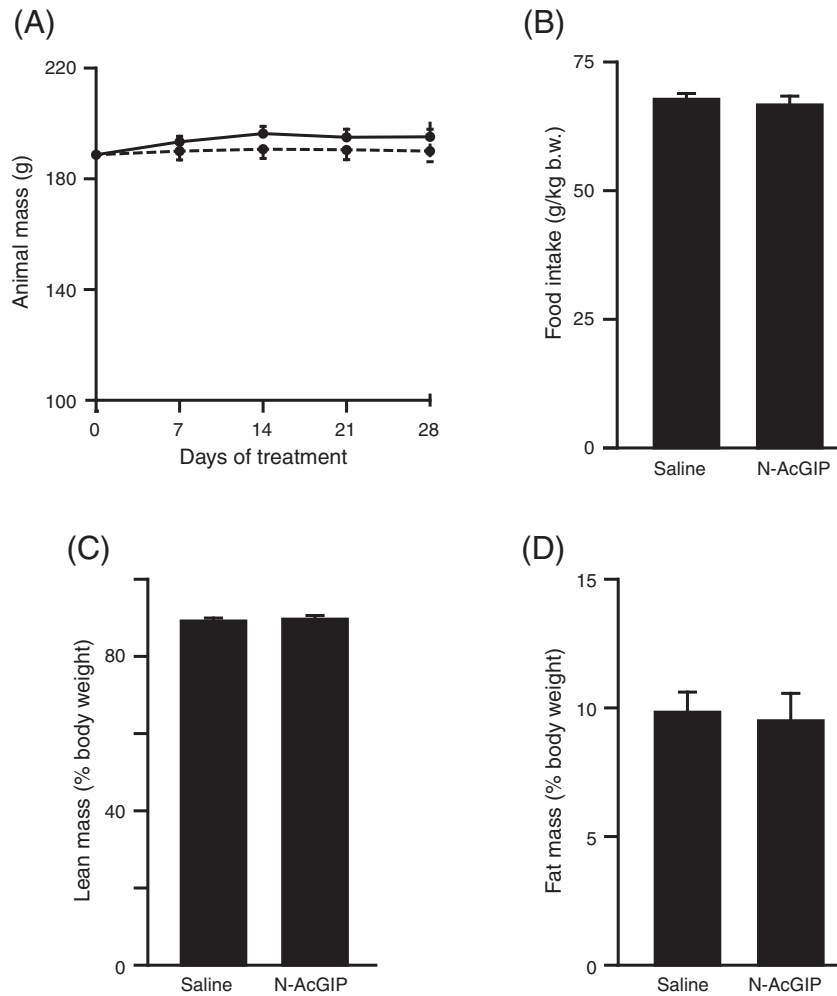 (A)
220
180
140
100
Animal mass (g)
0 7 14 21 28
Days of treatment
(B)
75
50
25
0
Food intake (g/kg b.w.)
Saline N-AcGIP
(C)
80
40
0
Lean mass (% body weight)
Saline N-AcGIP
(D)
15
10
5
0
Fat mass (% body weight)
Saline N-AcGIP